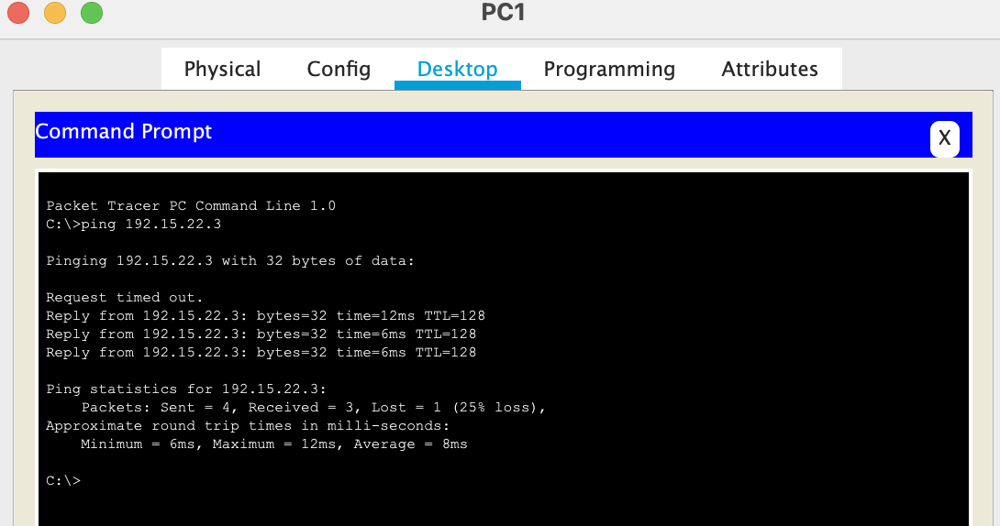 PC1
Physical Config Desktop Programming Attributes
Command Prompt
X
Packet Tracer PC Command Line 1.0
C:\>ping 192.15.22.3
Pinging 192.15.22.3 with 32 bytes of data:
Request timed out.
Reply from 192.15.22.3: bytes=32 time=12ms TTL=128
Reply from 192.15.22.3: bytes=32 time=6ms TTL=128
Reply from 192.15.22.3: bytes=32 time=6ms TTL=128
Ping statistics for 192.15.22.3:
    Packets: Sent = 4, Received = 3, Lost = 1 (25% loss),
Approximate round trip times in milli-seconds:
    Minimum = 6ms, Maximum = 12ms, Average = 8ms
C:\>